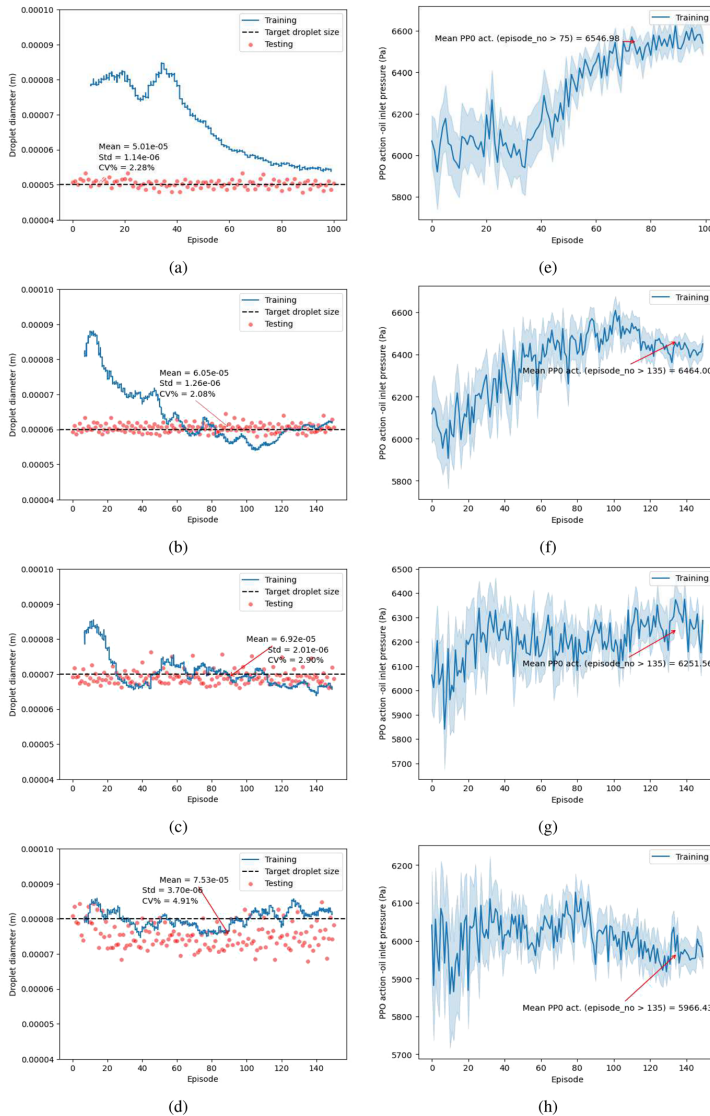 0.00010
0.00009
0.00008
0.00007
0.00006
0.00005
0.00004
Droplet diameter (m)
Training
Target droplet size
Testing
Mean = 5.01e-05
Std = 1.14e-06
CV% = 2.28%
0 20 40 60 80 100
Episode
(a)
6600
6400
6200
6000
5800
PPO action -oil inlet pressure (Pa)
Training
Mean PP0 act. (episode_no > 75) = 6546.98
0 20 40 60 80 100
Episode
(e)
0.00010
0.00009
0.00008
0.00007
0.00006
0.00005
0.00004
Droplet diameter (m)
Training
Target droplet size
Testing
Mean = 6.05e-05
Std = 1.26e-06
CV% = 2.08%
0 20 40 60 80 100 120 140
Episode
(b)
6600
6400
6200
6000
5800
PPO action -oil inlet pressure (Pa)
Training
Mean PP0 act. (episode_no > 135) = 6464.00
0 20 40 60 80 100 120 140
Episode
(f)
0.00010
0.00009
0.00008
0.00007
0.00006
0.00005
0.00004
Droplet diameter (m)
Training
Target droplet size
Testing
Mean = 6.92e-05
Std = 2.01e-06
CV% = 2.90%
0 20 40 60 80 100 120 140
Episode
(c)
6500
6400
6300
6200
6100
6000
5900
5800
5700
PPO action -oil inlet pressure (Pa)
Training
Mean PP0 act. (episode_no > 135) = 6251.56
0 20 40 60 80 100 120 140
Episode
(g)
0.00010
0.00009
0.00008
0.00007
0.00006
0.00005
0.00004
Droplet diameter (m)
Training
Target droplet size
Testing
Mean = 7.53e-05
Std = 3.70e-06
CV% = 4.91%
0 20 40 60 80 100 120 140
Episode
(d)
6200
6100
6000
5900
5800
5700
PPO action -oil inlet pressure (Pa)
Training
Mean PP0 act. (episode_no > 135) = 5966.43
0 20 40 60 80 100 120 140
Episode
(h)